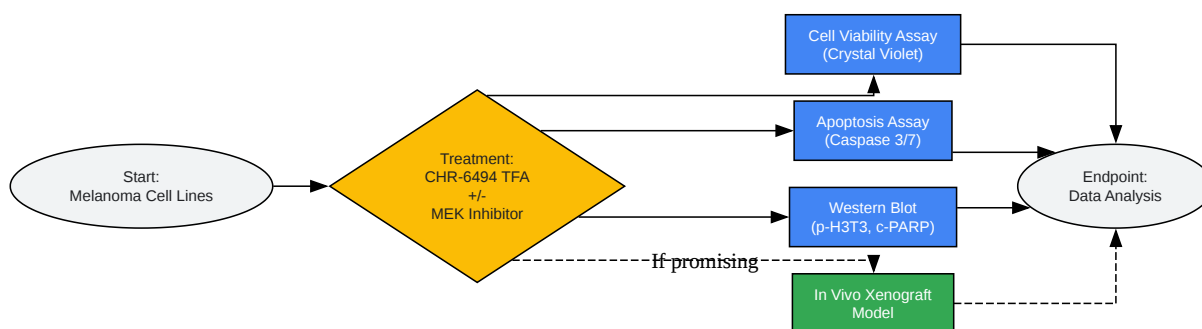 Start:
Melanoma Cell Lines
Treatment:
CHR-6494 TFA
+/-
MEK Inhibitor
If promising
Cell Viability Assay
(Crystal Violet)
Apoptosis Assay
(Caspase 3/7)
Western Blot
(p-H3T3, c-PARP)
In Vivo Xenograft
Model
Endpoint:
Data Analysis